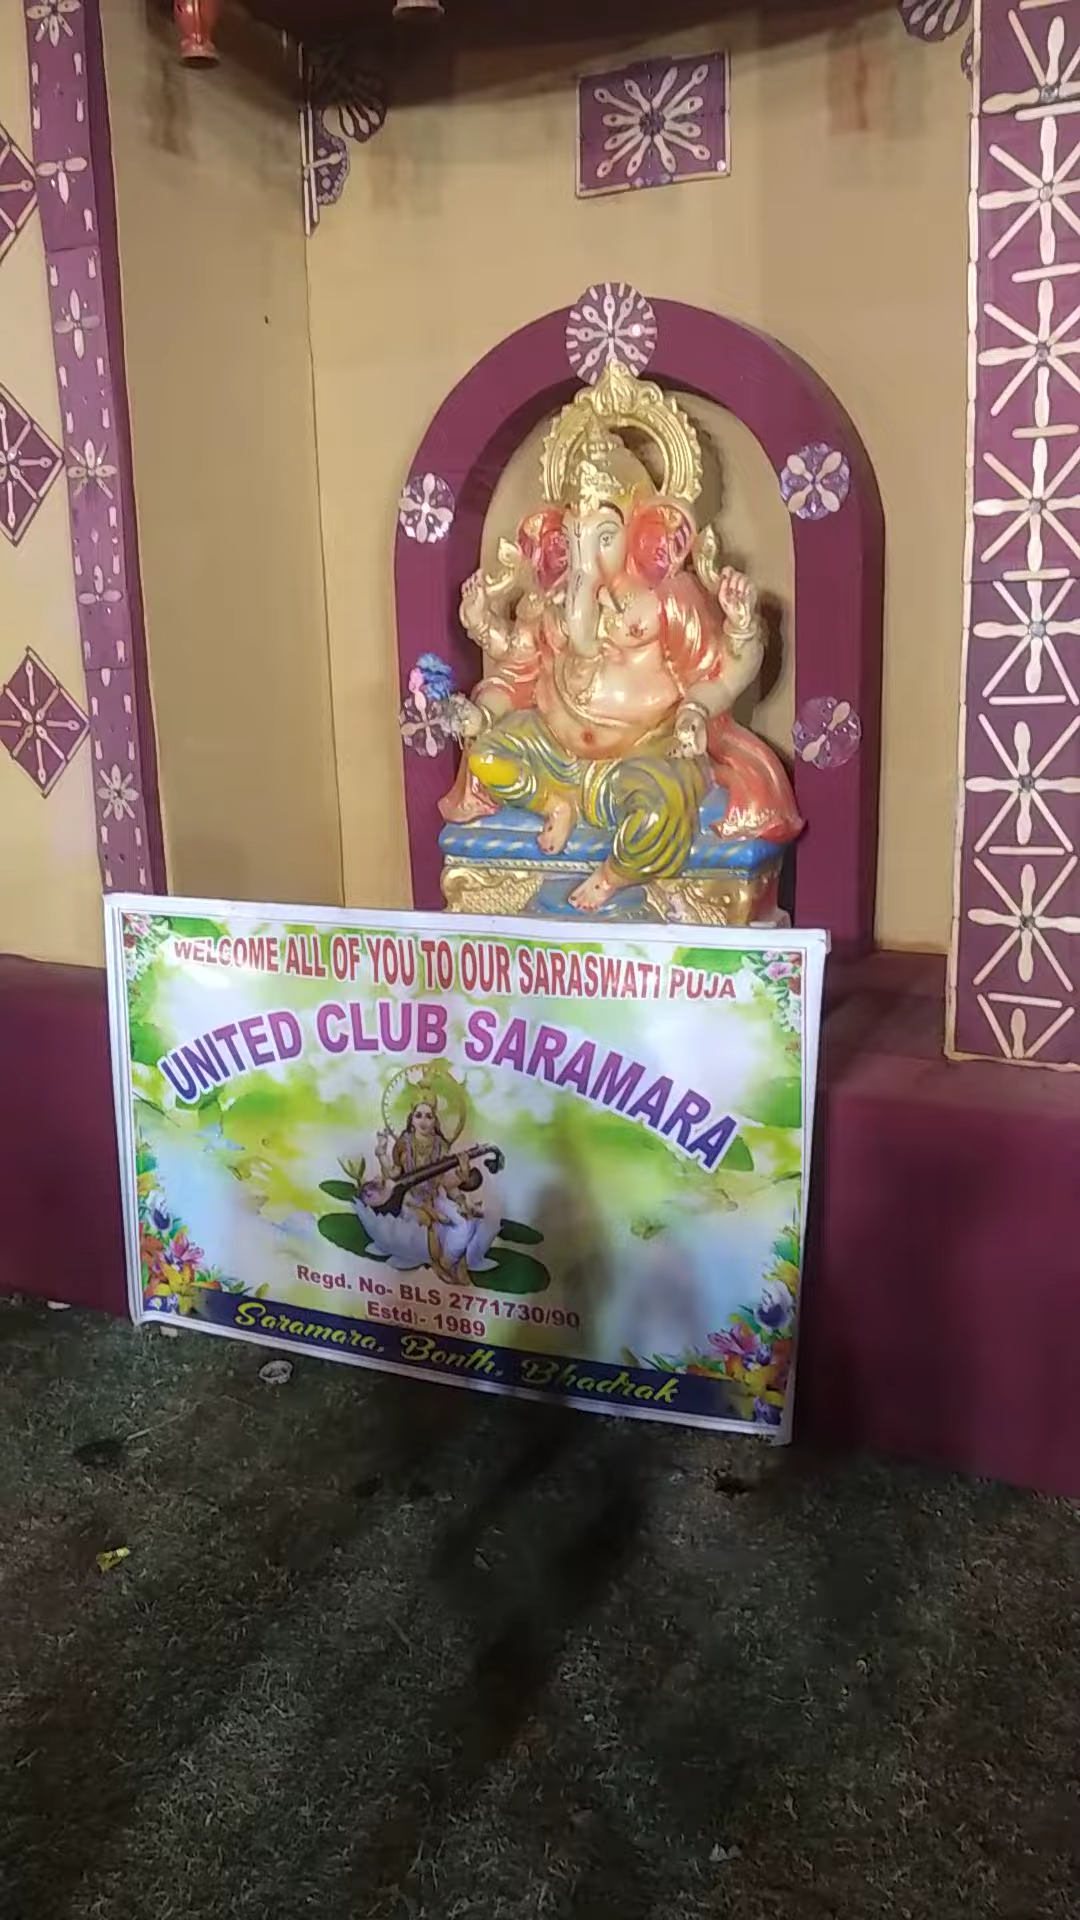 WELCOME ALL OF YOU TO OUR SARASWATI PUJA
UNITED CLUB SARAMARA
Regd. No- BLS 2771730/90
Estd:- 1989
Saramara, Bonth, Bhadrak